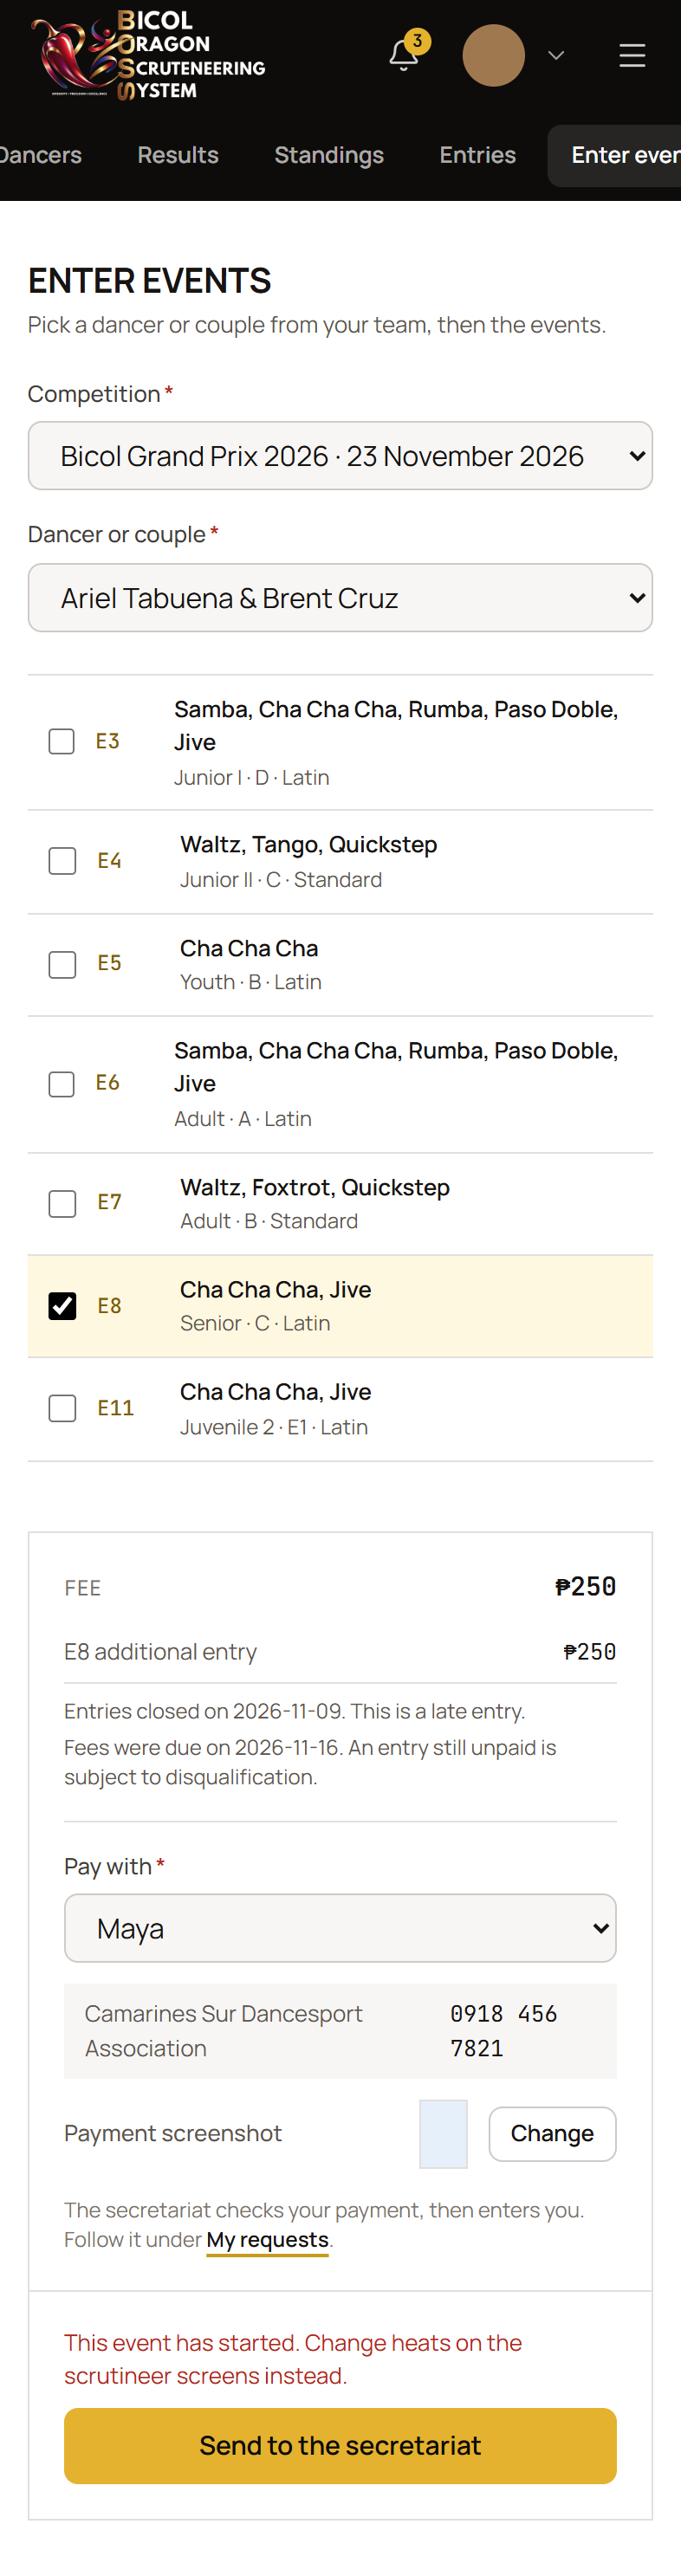 BICOL
DRAGON
SCRUTENEERING
SYSTEM
3
Dancers
Results
Standings
Entries
Enter even
ENTER EVENTS
Pick a dancer or couple from your team, then the events.
Competition *
Bicol Grand Prix 2026 · 23 November 2026
Dancer or couple *
Ariel Tabuena & Brent Cruz
E3
Samba, Cha Cha Cha, Rumba, Paso Doble,
Jive
Junior I · D · Latin
E4
Waltz, Tango, Quickstep
Junior II · C · Standard
E5
Cha Cha Cha
Youth · B · Latin
E6
Samba, Cha Cha Cha, Rumba, Paso Doble,
Jive
Adult · A · Latin
E7
Waltz, Foxtrot, Quickstep
Adult · B · Standard
E8
Cha Cha Cha, Jive
Senior · C · Latin
E11
Cha Cha Cha, Jive
Juvenile 2 · E1 · Latin
FEE ₱250
E8 additional entry ₱250
Entries closed on 2026-11-09. This is a late entry.
Fees were due on 2026-11-16. An entry still unpaid is
subject to disqualification.
Pay with *
Maya
Camarines Sur Dancesport
Association
0918 456
7821
Payment screenshot
Change
The secretariat checks your payment, then enters you.
Follow it under My requests.
This event has started. Change heats on the
scrutineer screens instead.
Send to the secretariat